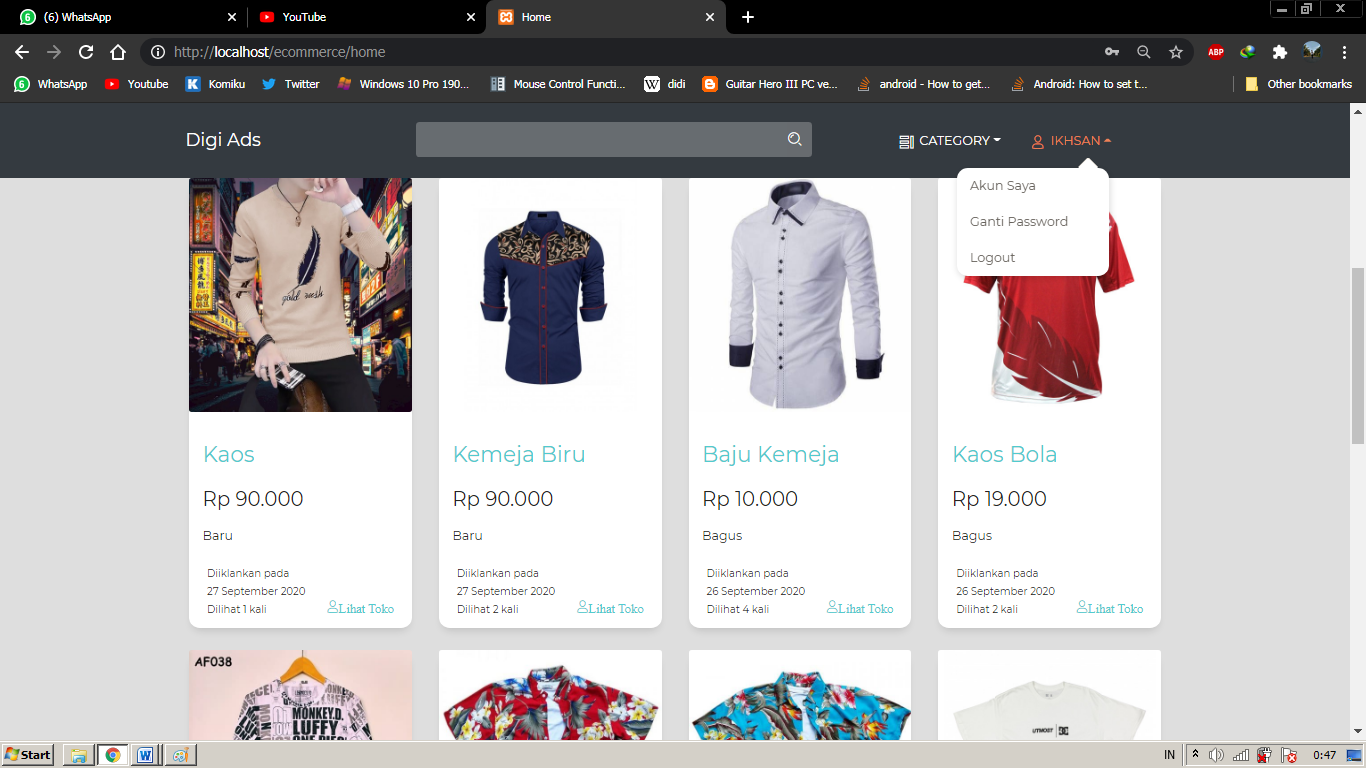 (6) WhatsApp
YouTube
Home
http://localhost/ecommerce/home
ABP
WhatsApp
Youtube
Komiku
Twitter
Windows 10 Pro 190...
Mouse Control Functi...
didi
Guitar Hero III PC ve...
android - How to get...
Android: How to set t...
Other bookmarks
Digi Ads
CATEGORY
IKHSAN
Akun Saya
Ganti Password
Logout
Kaos
Rp 90.000
Baru
Diiklankan pada
27 September 2020
Dilihat 1 kali
Lihat Toko
Kemeja Biru
Rp 90.000
Baru
Diiklankan pada
27 September 2020
Dilihat 2 kali
Lihat Toko
Baju Kemeja
Rp 10.000
Bagus
Diiklankan pada
26 September 2020
Dilihat 4 kali
Lihat Toko
Kaos Bola
Rp 19.000
Bagus
Diiklankan pada
26 September 2020
Dilihat 2 kali
Lihat Toko
AF038
MONKEY.D.
LUFFY
UTMOST
DC
Start
IN
0:47